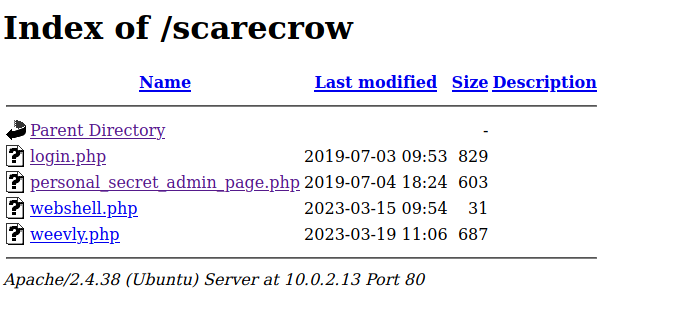 Index of /scarecrow
Name Last modified Size Description
Parent Directory -
login.php 2019-07-03 09:53 829
personal_secret_admin_page.php 2019-07-04 18:24 603
webshell.php 2023-03-15 09:54 31
weevly.php 2023-03-19 11:06 687
Apache/2.4.38 (Ubuntu) Server at 10.0.2.13 Port 80